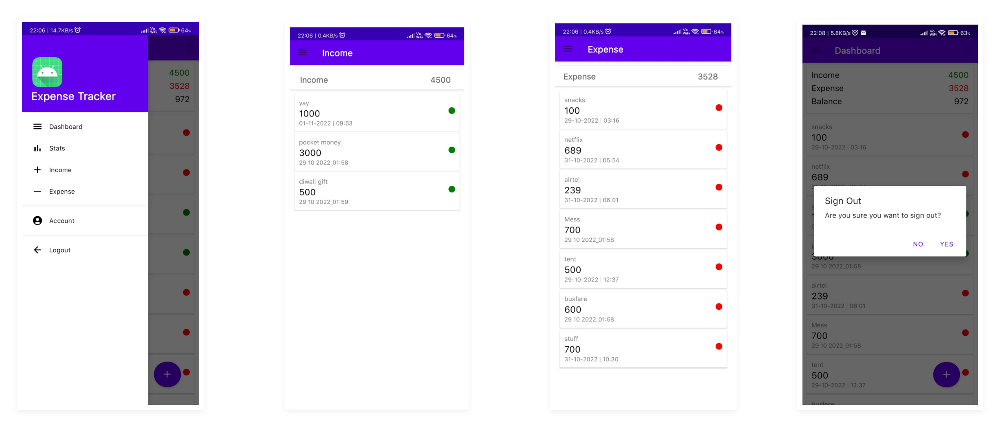 22:06 | 14.7KB/s Vo WiFi 64%
4500
3528
972
Expense Tracker
Dashboard
Stats
Income
Expense
Account
Logout
+
22:06 | 0.4KB/s Vo WiFi 64%
Income
Income 4500
yay
1000
01-11-2022 | 09:53
pocket money
3000
29 10 2022_01:58
diwali gift
500
29 10 2022_01:59
22:06 | 0.4KB/s Vo WiFi 64%
Expense
Expense 3528
snacks
100
29-10-2022 | 03:16
netflix
689
31-10-2022 | 05:54
airtel
239
31-10-2022 | 06:01
Mess
700
29 10 2022_01:58
tent
500
29-10-2022 | 12:37
busfare
600
29 10 2022_01:58
stuff
700
31-10-2022 | 10:30
22:08 | 5.8KB/s Vo WiFi 63%
Dashboard
Income 4500
Expense 3528
Balance 972
snacks
100
29-10-2022 | 03:16
netflix
689
Sign Out
Are you sure you want to sign out?
NO YES
3000
29 10 2022_01:58
airtel
239
31-10-2022 | 06:01
Mess
700
29 10 2022_01:58
tent
500
+
29-10-2022 | 12:37
busfare